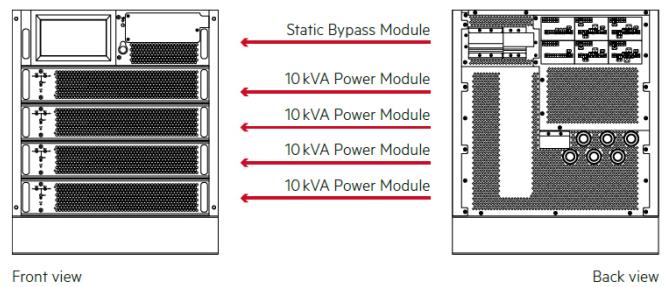 Static Bypass Module
10 kVA Power Module
10 kVA Power Module
10 kVA Power Module
10 kVA Power Module
Front view
Back view